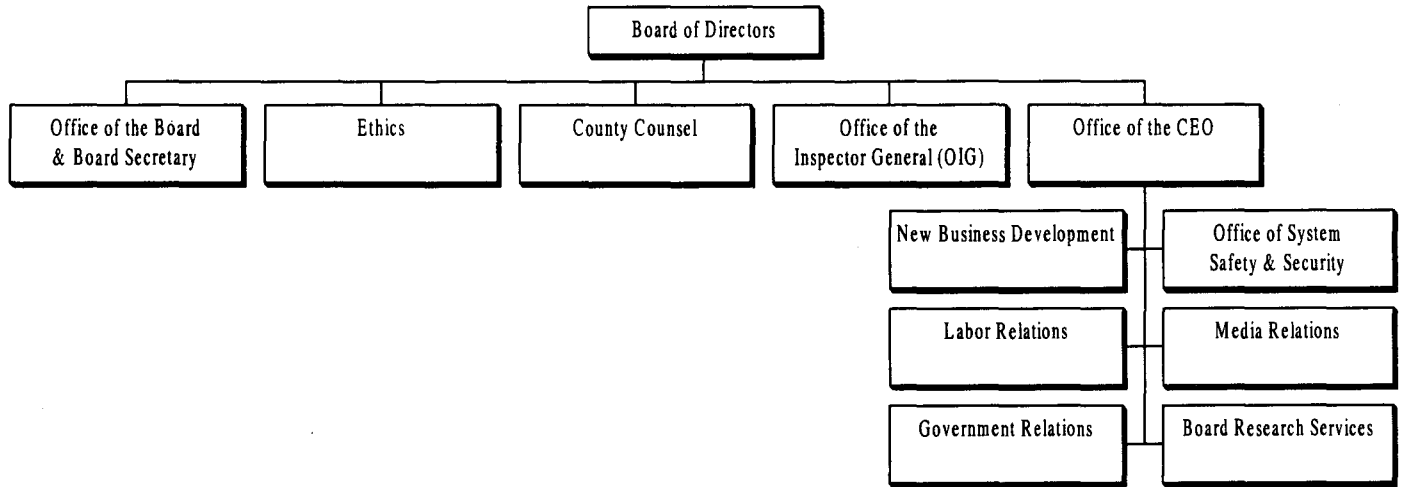 Board of Directors
Office of the Board
& Board Secretary
Ethics
County Counsel
Office of the
Inspector General (OIG)
Office of the CEO
New Business Development
Office of System
Safety & Security
Labor Relations
Media Relations
Government Relations
Board Research Services